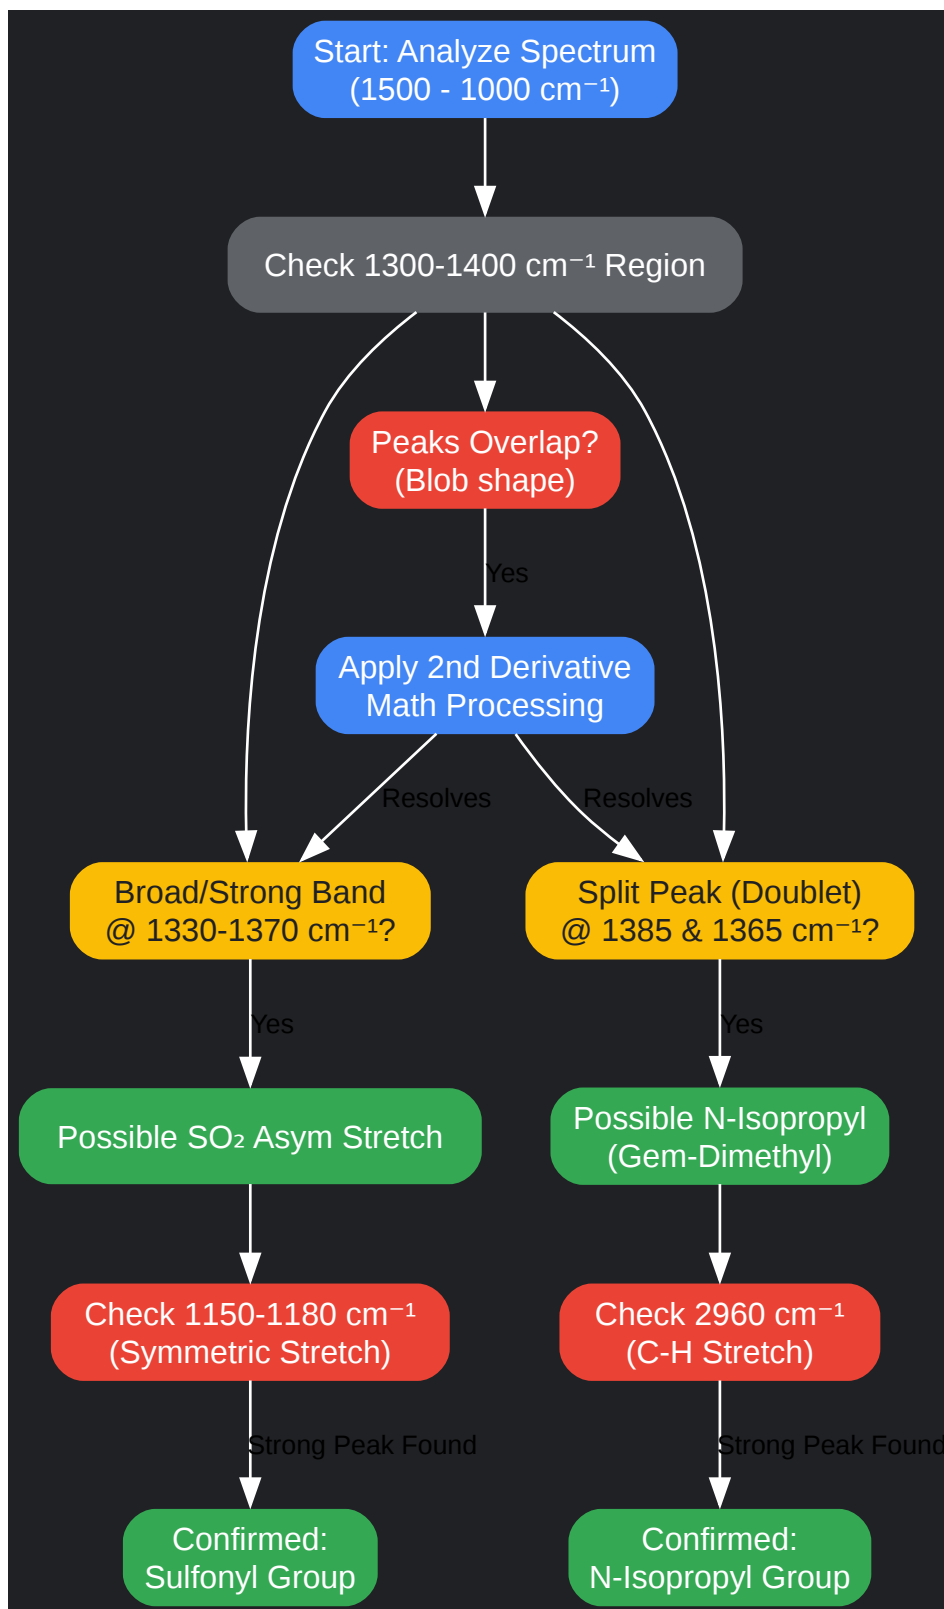 Start: Analyze Spectrum
(1500 - 1000 cm⁻¹)
Check 1300-1400 cm⁻¹ Region
Peaks Overlap?
(Blob shape)
Yes
Apply 2nd Derivative
Math Processing
Resolves
Resolves
Broad/Strong Band
@ 1330-1370 cm⁻¹?
Split Peak (Doublet)
@ 1385 & 1365 cm⁻¹?
Yes
Yes
Possible SO₂ Asym Stretch
Possible N-Isopropyl
(Gem-Dimethyl)
Check 1150-1180 cm⁻¹
(Symmetric Stretch)
Check 2960 cm⁻¹
(C-H Stretch)
Strong Peak Found
Strong Peak Found
Confirmed:
Sulfonyl Group
Confirmed:
N-Isopropyl Group